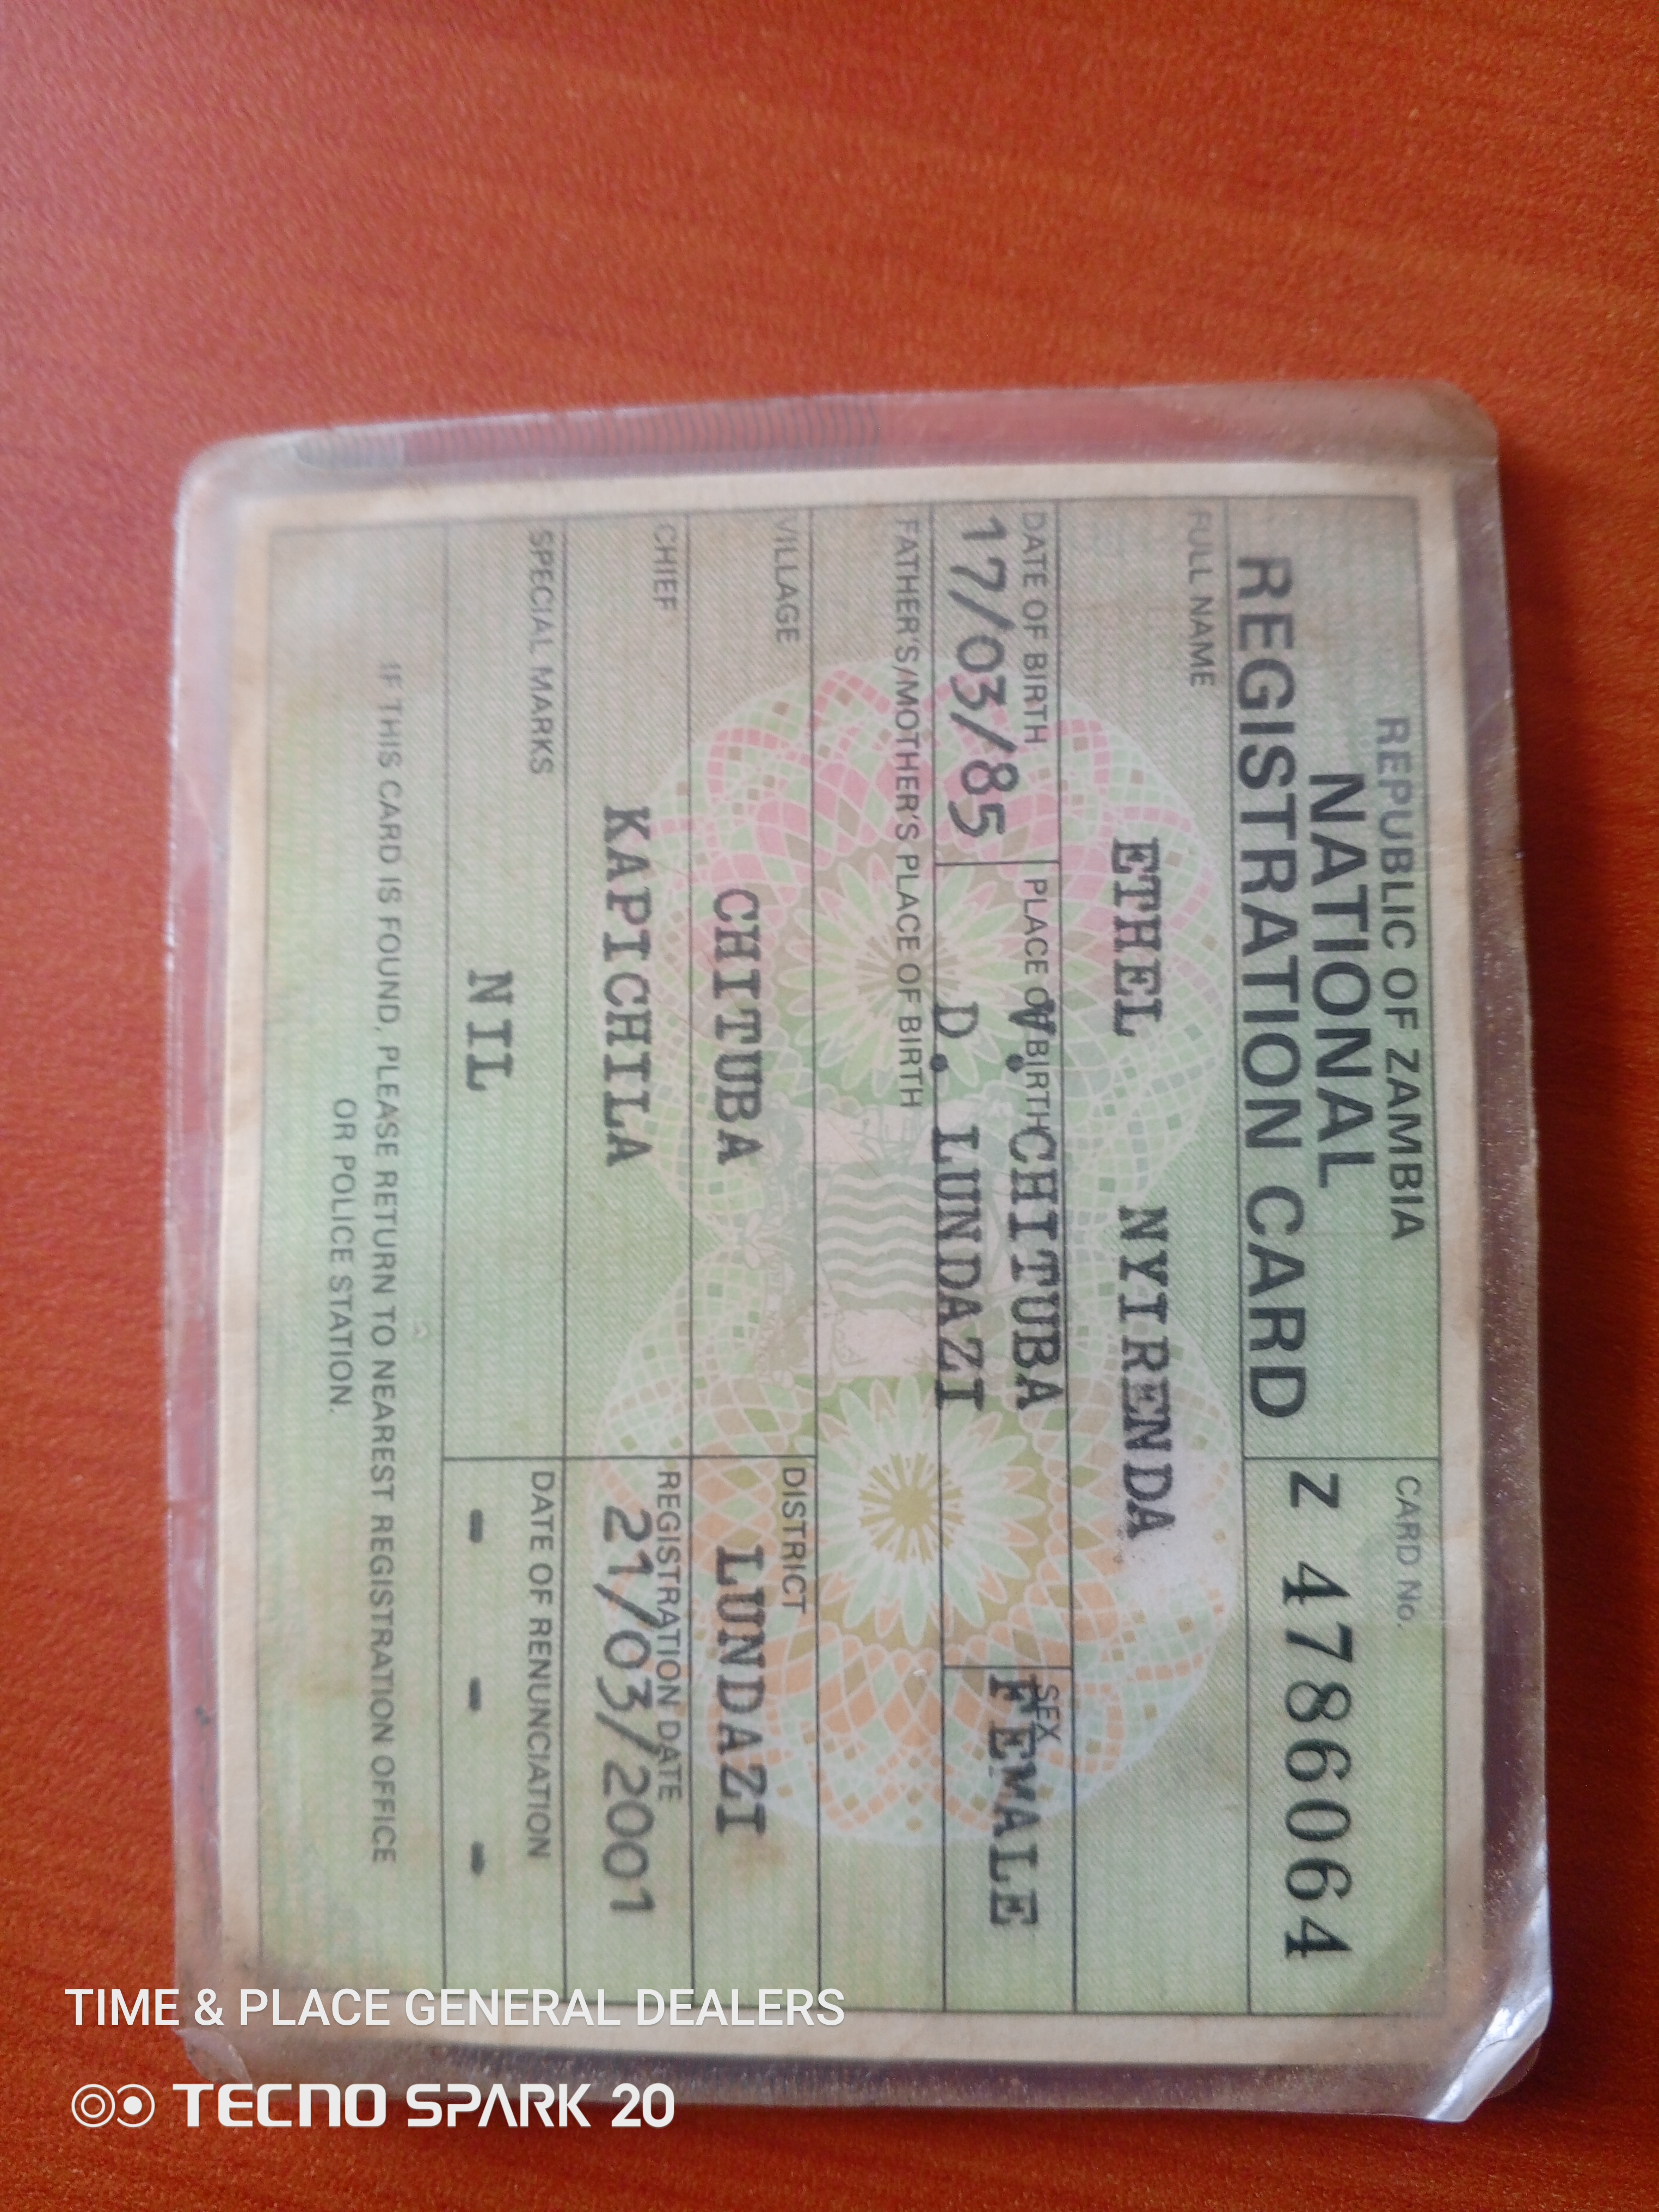 REPUBLIC OF ZAMBIA
NATIONAL
REGISTRATION CARD
CARD No.
Z 4786064
FULL NAME
ETHEL NYIRENDA
DATE OF BIRTH
17/03/85
PLACE OF BIRTH
V. CHITUBA
D. LUNDAZI
SEX
FEMALE
FATHER'S/MOTHER'S PLACE OF BIRTH
VILLAGE
CHITUBA
DISTRICT
LUNDAZI
CHIEF
KAPICHILA
REGISTRATION DATE
21/03/2001
SPECIAL MARKS
NIL
DATE OF RENUNCIATION
- - -
IF THIS CARD IS FOUND, PLEASE RETURN TO NEAREST REGISTRATION OFFICE
OR POLICE STATION.
TIME & PLACE GENERAL DEALERS
TECNO SPARK 20